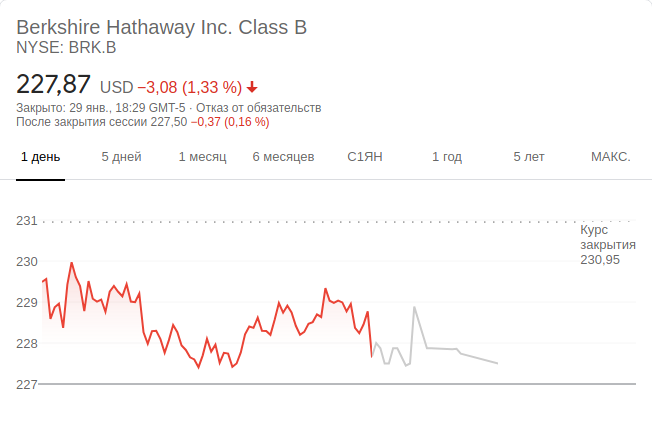 Berkshire Hathaway Inc. Class B
NYSE: BRK.B
227,87 USD −3,08 (1,33 %)
Закрыто: 29 янв., 18:29 GMT-5 · Отказ от обязательств
После закрытия сессии 227,50 −0,37 (0,16 %)
1 день 5 дней 1 месяц 6 месяцев С1ЯН 1 год 5 лет МАКС.
231
Курс
закрытия
230,95
230
229
228
227